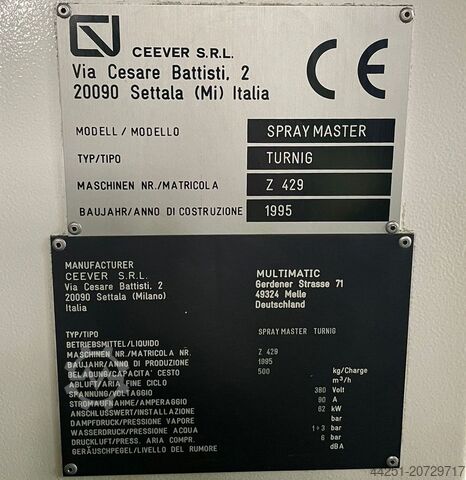 CEEVER S.R.L.
Via Cesare Battisti, 2
20090 Settala (Mi) Italia
CE
MODELL / MODELLO SPRAY MASTER
TYP/TIPO TURNIG
MASCHINEN NR./MATRICOLA Z 429
BAUJAHR/ANNO DI COSTRUZIONE 1995
MANUFACTURER
CEEVER S.R.L.
Via Cesare Battisti, 2
20090 Settala (Milano)
Italia
MULTIMATIC
Gerdener Strasse 71
49324 Melle
Deutschland
TYP/TIPO SPRAY MASTER TURNIG
BETRIEBSMITTEL/LIQUIDO
MASCHINEN NR./MATRICOLA NR. Z 429
BAUJAHR/ANNO DI PRODUZIONE 1995
BELADUNG/CAPACITA' CESTO 500 kg/Charge
ABLUFT/ARIA FINE CICLO m³/h
SPANNUNG/VOLTAGGIO 380 Volt
STROMAUFNAHME/AMPERAGGIO 90 A
ANSCHLUSSWERT/INSTALLAZIONE 62 kW
DAMPFDRUCK/PRESSIONE VAPORE bar
WASSERDRUCK/PRESSIONE ACQUA 1÷3 bar
DRUCKLUFT/PRESS. ARIA COMPR. 6 bar
GERÄUSCHPEGEL/LIVELLO DEL RUMORE dBA
44251-20729717